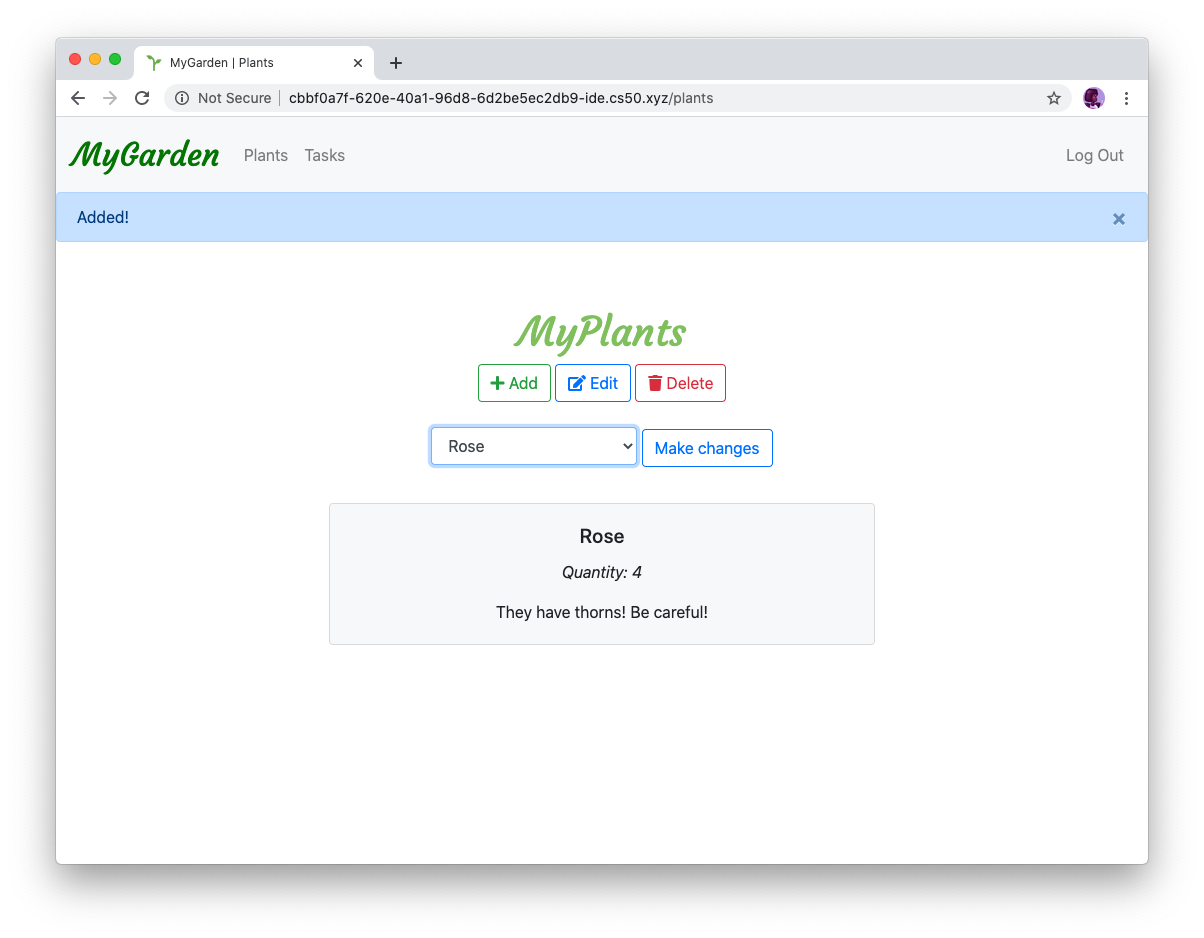 MyGarden | Plants
Not Secure | cbbf0a7f-620e-40a1-96d8-6d2be5ec2db9-ide.cs50.xyz/plants
MyGarden Plants Tasks Log Out
Added! ×
MyPlants
Add Edit Delete
Rose Make changes
Rose
Quantity: 4
They have thorns! Be careful!